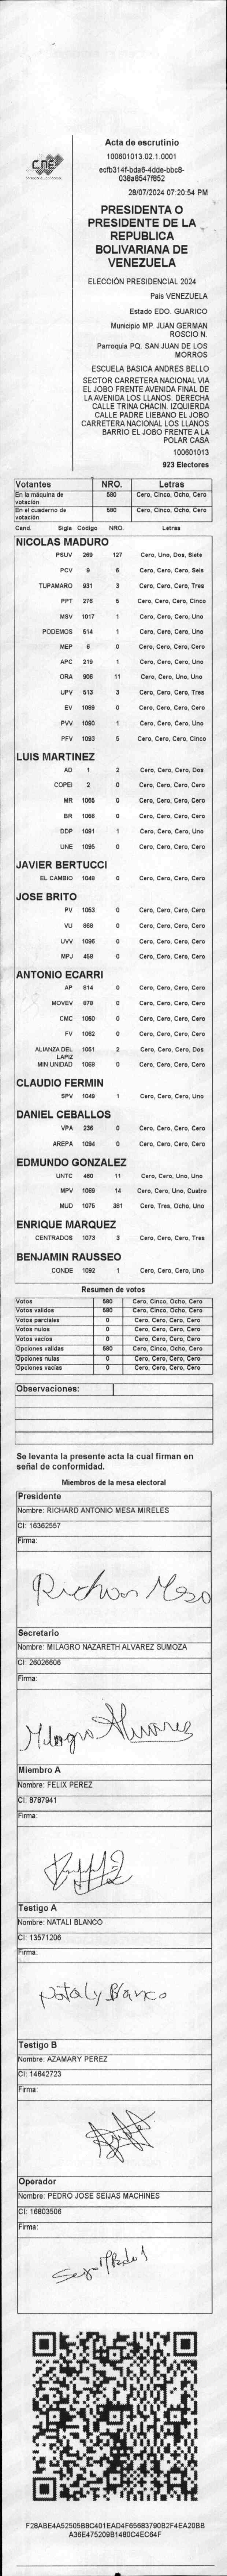 CNE
Acta de escrutinio
100601013.02.1.0001
ecfb314f-bda6-4dde-bbc8-
038a8547f852
28/07/2024 07:20:54 PM
PRESIDENTA O
PRESIDENTE DE LA
REPUBLICA
BOLIVARIANA DE
VENEZUELA
ELECCIÓN PRESIDENCIAL 2024
País VENEZUELA
Estado EDO. GUARICO
Municipio MP. JUAN GERMAN
ROSCIO N.
Parroquia PQ. SAN JUAN DE LOS
MORROS
ESCUELA BASICA ANDRES BELLO
SECTOR CARRETERA NACIONAL VIA
EL JOBO FRENTE AVENIDA FINAL DE
LA AVENIDA LOS LLANOS. DERECHA
CALLE TRINA CHACIN. IZQUIERDA
CALLE PADRE LIEBANO EL JOBO
CARRETERA NACIONAL LOS LLANOS
BARRIO EL JOBO FRENTE A LA
POLAR CASA
100601013
923 Electores
Votantes NRO. Letras
En la máquina de votación 580 Cero, Cinco, Ocho, Cero
En el cuaderno de votación 580 Cero, Cinco, Ocho, Cero
Cand. Sigla Código NRO. Letras
NICOLAS MADURO
PSUV 269 127 Cero, Uno, Dos, Siete
PCV 9 6 Cero, Cero, Cero, Seis
TUPAMARO 931 3 Cero, Cero, Cero, Tres
PPT 276 5 Cero, Cero, Cero, Cinco
MSV 1017 1 Cero, Cero, Cero, Uno
PODEMOS 514 1 Cero, Cero, Cero, Uno
MEP 6 0 Cero, Cero, Cero, Cero
APC 219 1 Cero, Cero, Cero, Uno
ORA 906 11 Cero, Cero, Uno, Uno
UPV 513 3 Cero, Cero, Cero, Tres
EV 1089 0 Cero, Cero, Cero, Cero
PVV 1090 1 Cero, Cero, Cero, Uno
PFV 1093 5 Cero, Cero, Cero, Cinco
LUIS MARTINEZ
AD 1 2 Cero, Cero, Cero, Dos
COPEI 2 0 Cero, Cero, Cero, Cero
MR 1065 0 Cero, Cero, Cero, Cero
BR 1066 0 Cero, Cero, Cero, Cero
DDP 1091 1 Cero, Cero, Cero, Uno
UNE 1095 0 Cero, Cero, Cero, Cero
JAVIER BERTUCCI
EL CAMBIO 1048 0 Cero, Cero, Cero, Cero
JOSE BRITO
PV 1053 0 Cero, Cero, Cero, Cero
VU 868 0 Cero, Cero, Cero, Cero
UVV 1096 0 Cero, Cero, Cero, Cero
MPJ 458 0 Cero, Cero, Cero, Cero
ANTONIO ECARRI
AP 814 0 Cero, Cero, Cero, Cero
MOVEV 978 0 Cero, Cero, Cero, Cero
CMC 1050 0 Cero, Cero, Cero, Cero
FV 1062 0 Cero, Cero, Cero, Cero
ALIANZA DEL LAPIZ 1051 2 Cero, Cero, Cero, Dos
MIN UNIDAD 1068 0 Cero, Cero, Cero, Cero
CLAUDIO FERMIN
SPV 1049 1 Cero, Cero, Cero, Uno
DANIEL CEBALLOS
VPA 236 0 Cero, Cero, Cero, Cero
AREPA 1094 0 Cero, Cero, Cero, Cero
EDMUNDO GONZALEZ
UNTC 460 11 Cero, Cero, Uno, Uno
MPV 1069 14 Cero, Cero, Uno, Cuatro
MUD 1075 381 Cero, Tres, Ocho, Uno
ENRIQUE MARQUEZ
CENTRADOS 1073 3 Cero, Cero, Cero, Tres
BENJAMIN RAUSSEO
CONDE 1092 1 Cero, Cero, Cero, Uno
Resumen de votos
Votos 580 Cero, Cinco, Ocho, Cero
Votos validos 580 Cero, Cinco, Ocho, Cero
Votos parciales 0 Cero, Cero, Cero, Cero
Votos nulos 0 Cero, Cero, Cero, Cero
Votos vacíos 0 Cero, Cero, Cero, Cero
Opciones validas 580 Cero, Cinco, Ocho, Cero
Opciones nulas 0 Cero, Cero, Cero, Cero
Opciones vacias 0 Cero, Cero, Cero, Cero
Observaciones:
Se levanta la presente acta la cual firman en
señal de conformidad.
Miembros de la mesa electoral
Presidente
Nombre: RICHARD ANTONIO MESA MIRELES
CI: 16362557
Firma:
Richar Meso
Secretario
Nombre: MILAGRO NAZARETH ALVAREZ SUMOZA
CI: 26026606
Firma:
Milagro Alvarez
Miembro A
Nombre: FELIX PEREZ
CI: 8787941
Firma:
Testigo A
Nombre: NATALI BLANCO
CI: 13571206
Firma:
Nataly Blanco
Testigo B
Nombre: AZAMARY PEREZ
CI: 14642723
Firma:
Operador
Nombre: PEDRO JOSE SEIJAS MACHINES
CI: 16803506
Firma:
F28ABE4A52505B8C401EAD4F65683790B2F4EA20BB
A36E475209B1480C4EC64F